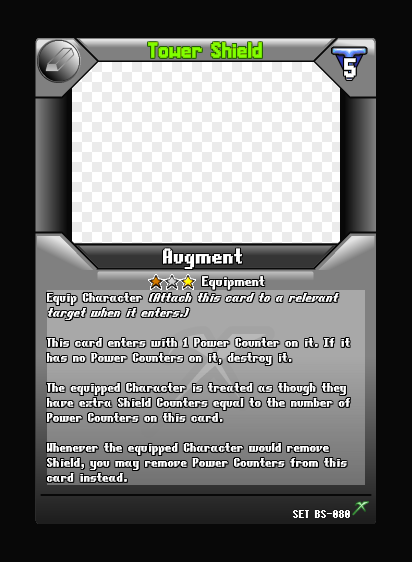 Tower Shield
5
Augment
Equipment
Equip Character (Attach this card to a relevant
target when it enters.)
This card enters with 1 Power Counter on it. If it
has no Power Counters on it, destroy it.
The equipped Character is treated as though they
have extra Shield Counters equal to the number of
Power Counters on this card.
Whenever the equipped Character would remove
Shield, you may remove Power Counters from this
card instead.
SET BS-080